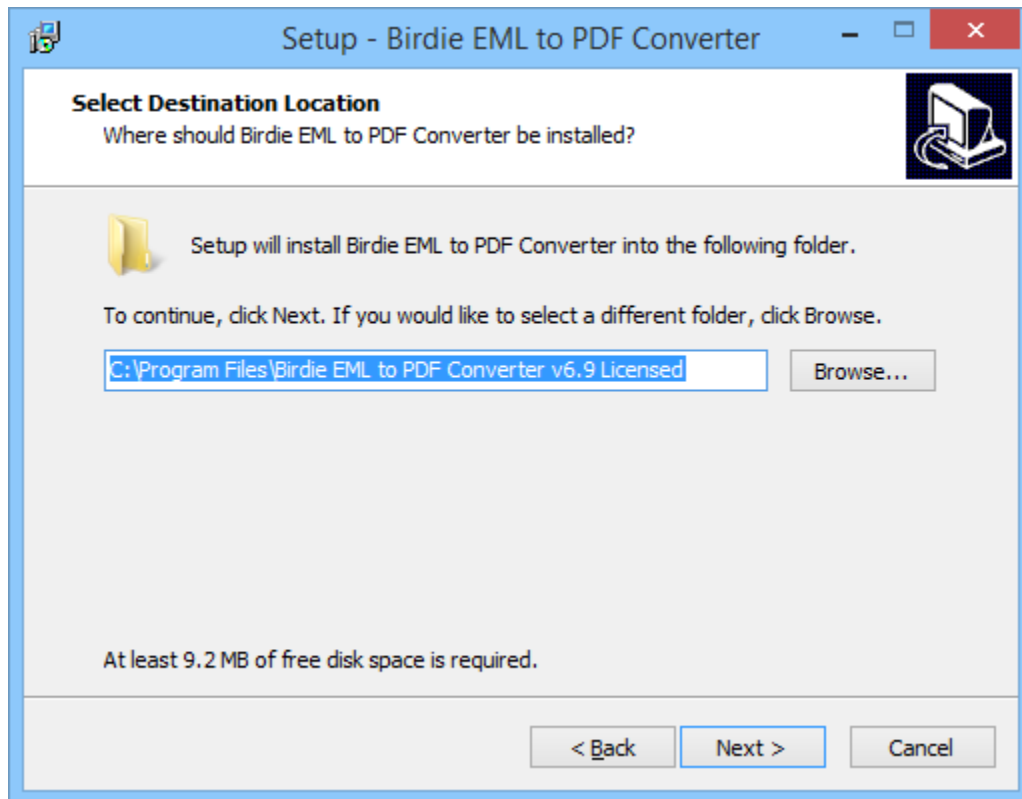 Setup - Birdie EML to PDF Converter
Select Destination Location
Where should Birdie EML to PDF Converter be installed?
Setup will install Birdie EML to PDF Converter into the following folder.
To continue, click Next. If you would like to select a different folder, click Browse.
C:\Program Files\Birdie EML to PDF Converter v6.9 Licensed
Browse...
At least 9.2 MB of free disk space is required.
< Back
Next >
Cancel